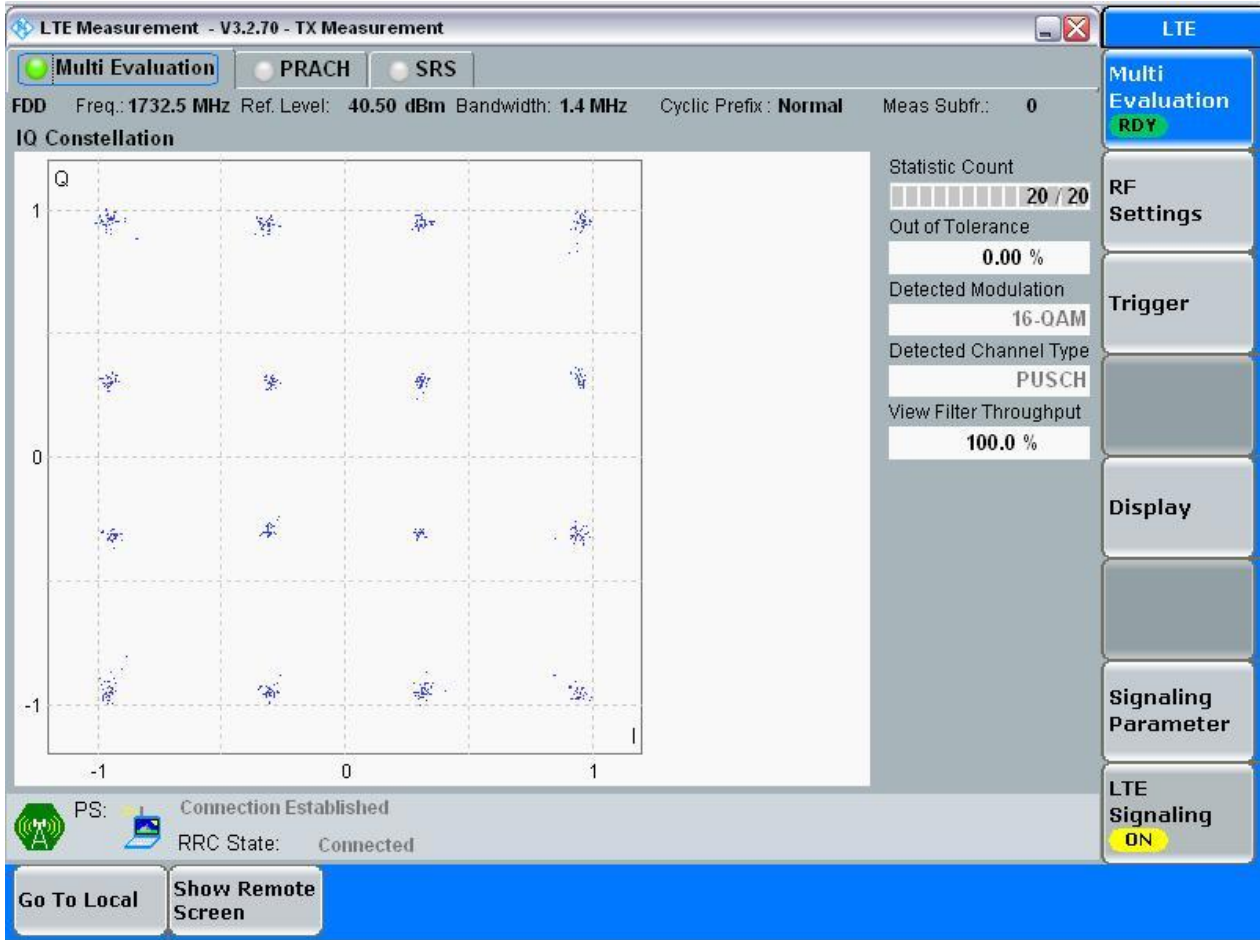 LTE Measurement - V3.2.70 - TX Measurement
LTE
Multi Evaluation PRACH SRS
FDD Freq.: 1732.5 MHz Ref. Level: 40.50 dBm Bandwidth: 1.4 MHz Cyclic Prefix : Normal Meas Subfr.: 0
IQ Constellation
Q
1
0
-1
-1 0 1
I
Statistic Count
20 / 20
Out of Tolerance
0.00 %
Detected Modulation
16-QAM
Detected Channel Type
PUSCH
View Filter Throughput
100.0 %
Multi
Evaluation
RDY
RF
Settings
Trigger
Display
Signaling
Parameter
LTE
Signaling
ON
PS: Connection Established
RRC State: Connected
Go To Local
Show Remote
Screen